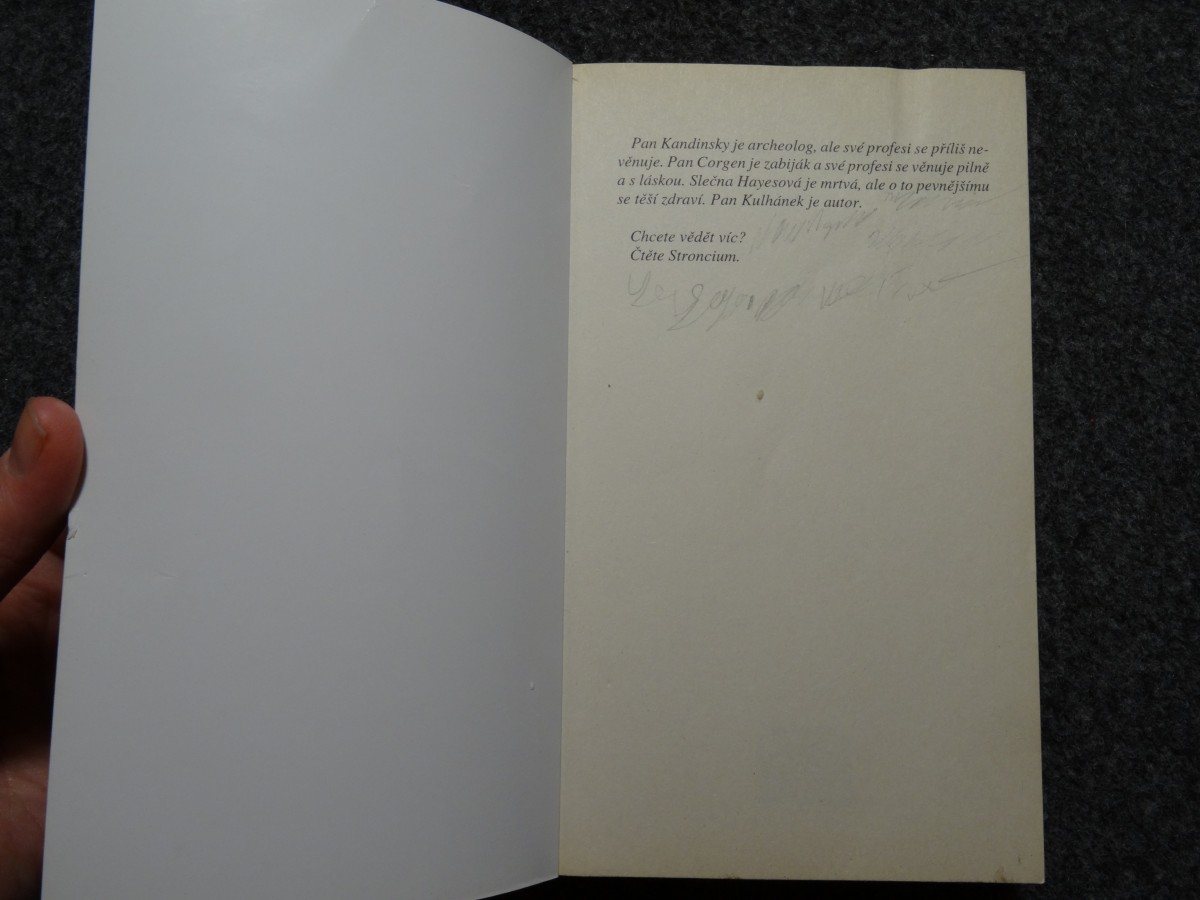 Pan Kandinsky je archeolog, ale své profesi se příliš ne-
věnuje. Pan Corgen je zabiják a své profesi se věnuje pilně
a s láskou. Slečna Hayesová je mrtvá, ale o to pevnějšímu
se těší zdraví. Pan Kulhánek je autor.
Chcete vědět víc?
Čtěte Stroncium.